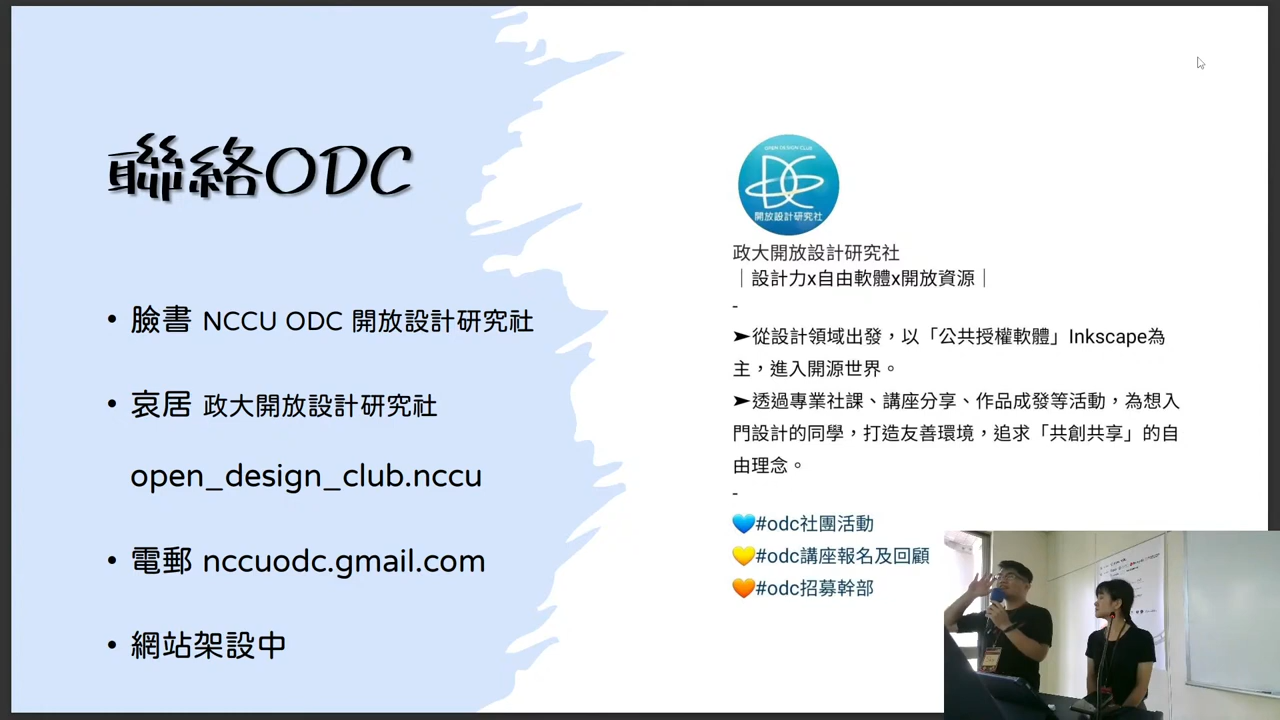 聯絡ODC
• 臉書 NCCU ODC 開放設計研究社
• 哀居 政大開放設計研究社
open_design_club.nccu
• 電郵 nccuodc.gmail.com
• 網站架設中
OPEN DESIGN CLUB
開放設計研究社
政大開放設計研究社
｜設計力x自由軟體x開放資源｜
-
➤從設計領域出發，以「公共授權軟體」Inkscape為
主，進入開源世界。
➤透過專業社課、講座分享、作品成發等活動，為想入
門設計的同學，打造友善環境，追求「共創共享」的自
由理念。
-
💙#odc社團活動
💛#odc講座報名及回顧
🧡#odc招募幹部